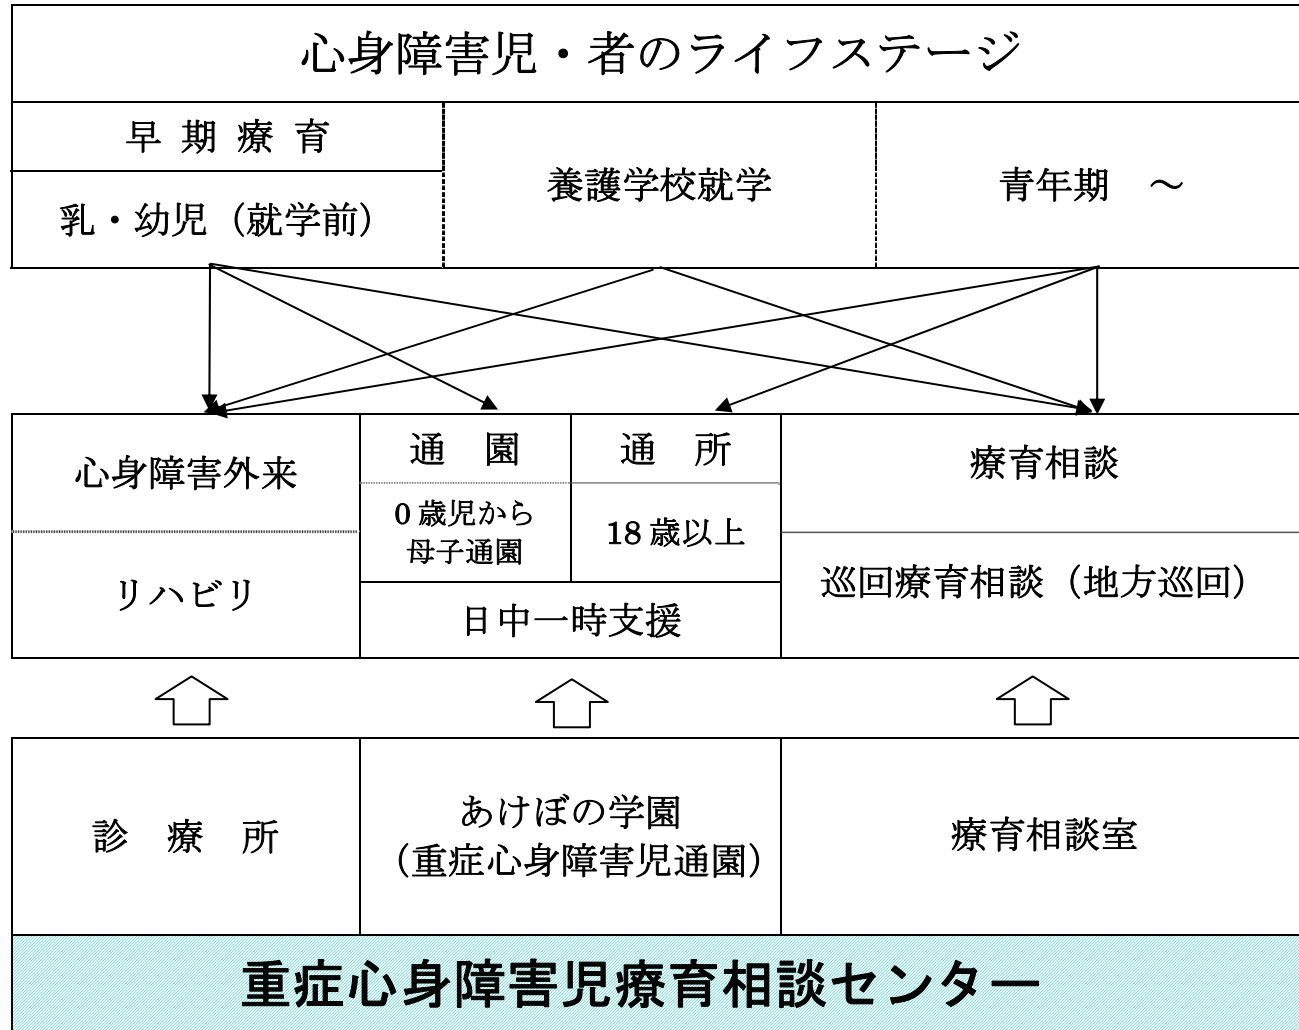 心身障害児・者のライフステージ
早 期 療 育
乳・幼児（就学前）
養護学校就学
青年期　～
心身障害外来
リハビリ
通　園
0歳児から
母子通園
通　所
18歳以上
日中一時支援
療育相談
巡回療育相談（地方巡回）
診　療　所
あけぼの学園
（重症心身障害児通園）
療育相談室
重症心身障害児療育相談センター